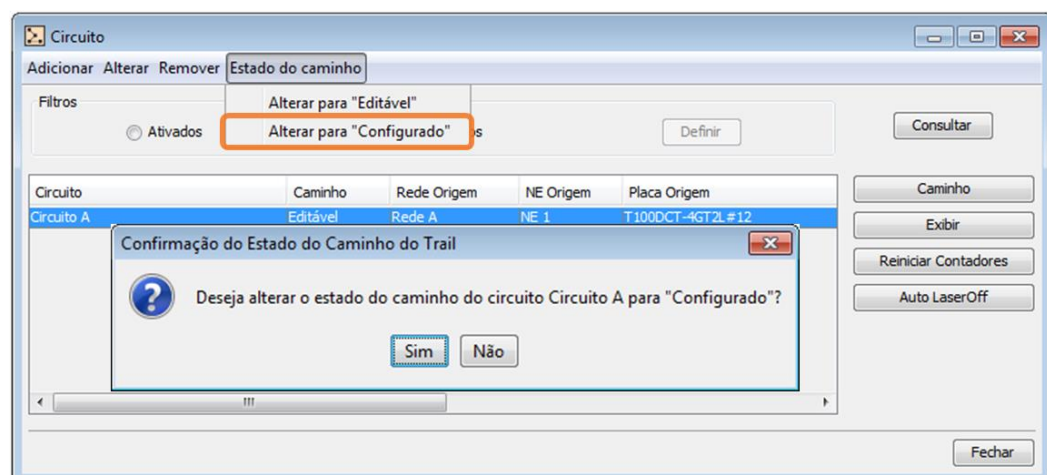 Circuito
Adicionar Alterar Remover Estado do caminho
Filtros
Alterar para "Editável"
Ativados
Alterar para "Configurado"
Definir
Consultar
Circuito Caminho Rede Origem NE Origem Placa Origem
Circuito A Editável Rede A NE 1 T100DCT-4GT2L#12
Caminho
Exibir
Reiniciar Contadores
Auto LaserOff
Confirmação do Estado do Caminho do Trail
Deseja alterar o estado do caminho do circuito Circuito A para "Configurado"?
Sim Não
Fechar